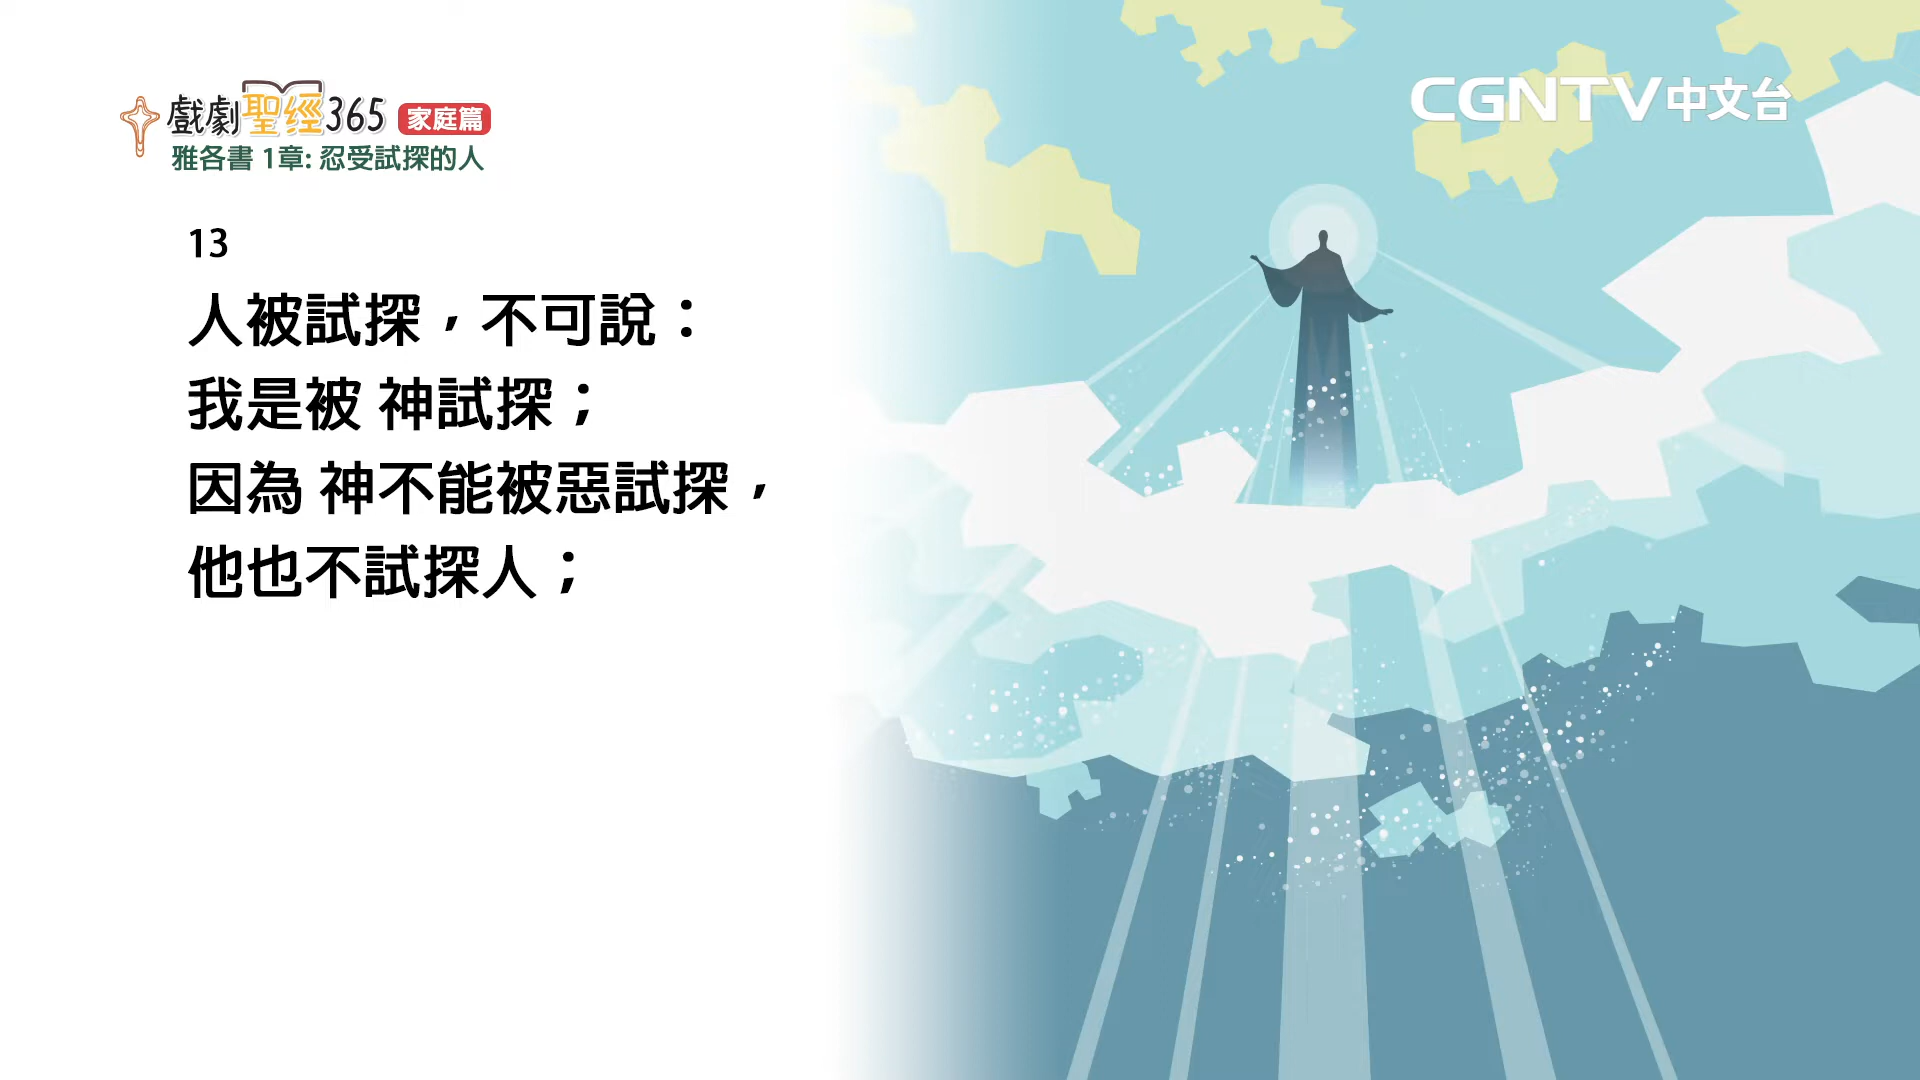 戲劇聖經365 家庭篇
CGNTV中文台
雅各書 1章: 忍受試探的人
13
人被試探，不可說：
我是被 神試探；
因為 神不能被惡試探，
他也不試探人；